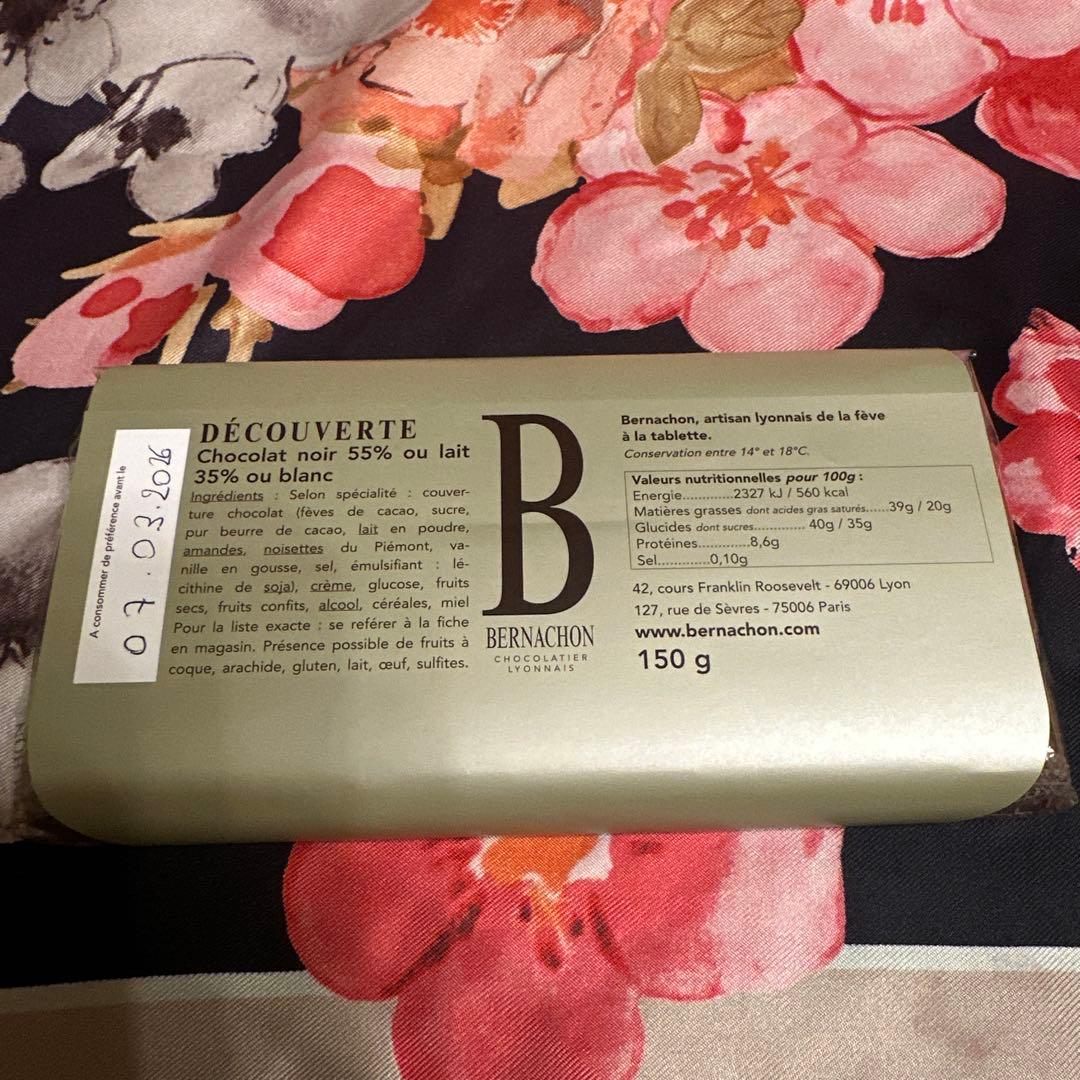 A consommer de préférence avant le
07.03.2026
DÉCOUVERTE
Chocolat noir 55% ou lait
35% ou blanc
Ingrédients : Selon spécialité : couver-
ture chocolat (fèves de cacao, sucre,
pur beurre de cacao, lait en poudre,
amandes, noisettes du Piémont, va-
nille en gousse, sel, émulsifiant : lé-
cithine de soja), crème, glucose, fruits
secs, fruits confits, alcool, céréales, miel
Pour la liste exacte : se referer à la fiche
en magasin. Présence possible de fruits à
coque, arachide, gluten, lait, œuf, sulfites.
B
BERNACHON
CHOCOLATIER
LYONNAIS
Bernachon, artisan lyonnais de la fève
à la tablette.
Conservation entre 14° et 18°C.
Valeurs nutritionnelles pour 100g :
Energie............2327 kJ / 560 kcal
Matières grasses dont acides gras saturés......39g / 20g
Glucides dont sucres............. 40g / 35g
Protéines...........8,6g
Sel.............0,10g
42, cours Franklin Roosevelt - 69006 Lyon
127, rue de Sèvres - 75006 Paris
www.bernachon.com
150 g